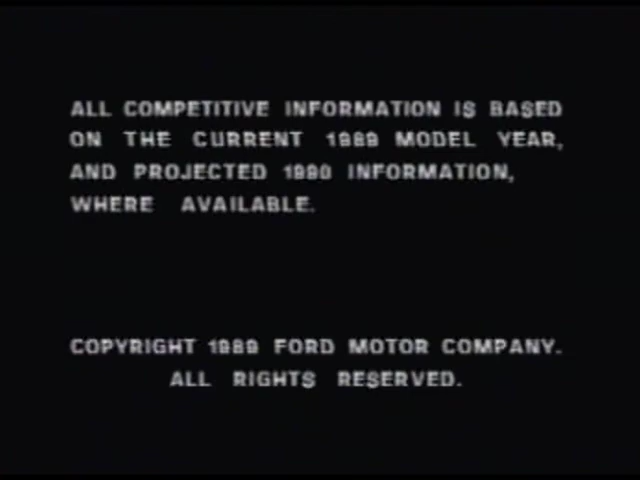 ALL COMPETITIVE INFORMATION IS BASED
ON THE CURRENT 1989 MODEL YEAR,
AND PROJECTED 1990 INFORMATION,
WHERE AVAILABLE.
COPYRIGHT 1989 FORD MOTOR COMPANY.
ALL RIGHTS RESERVED.